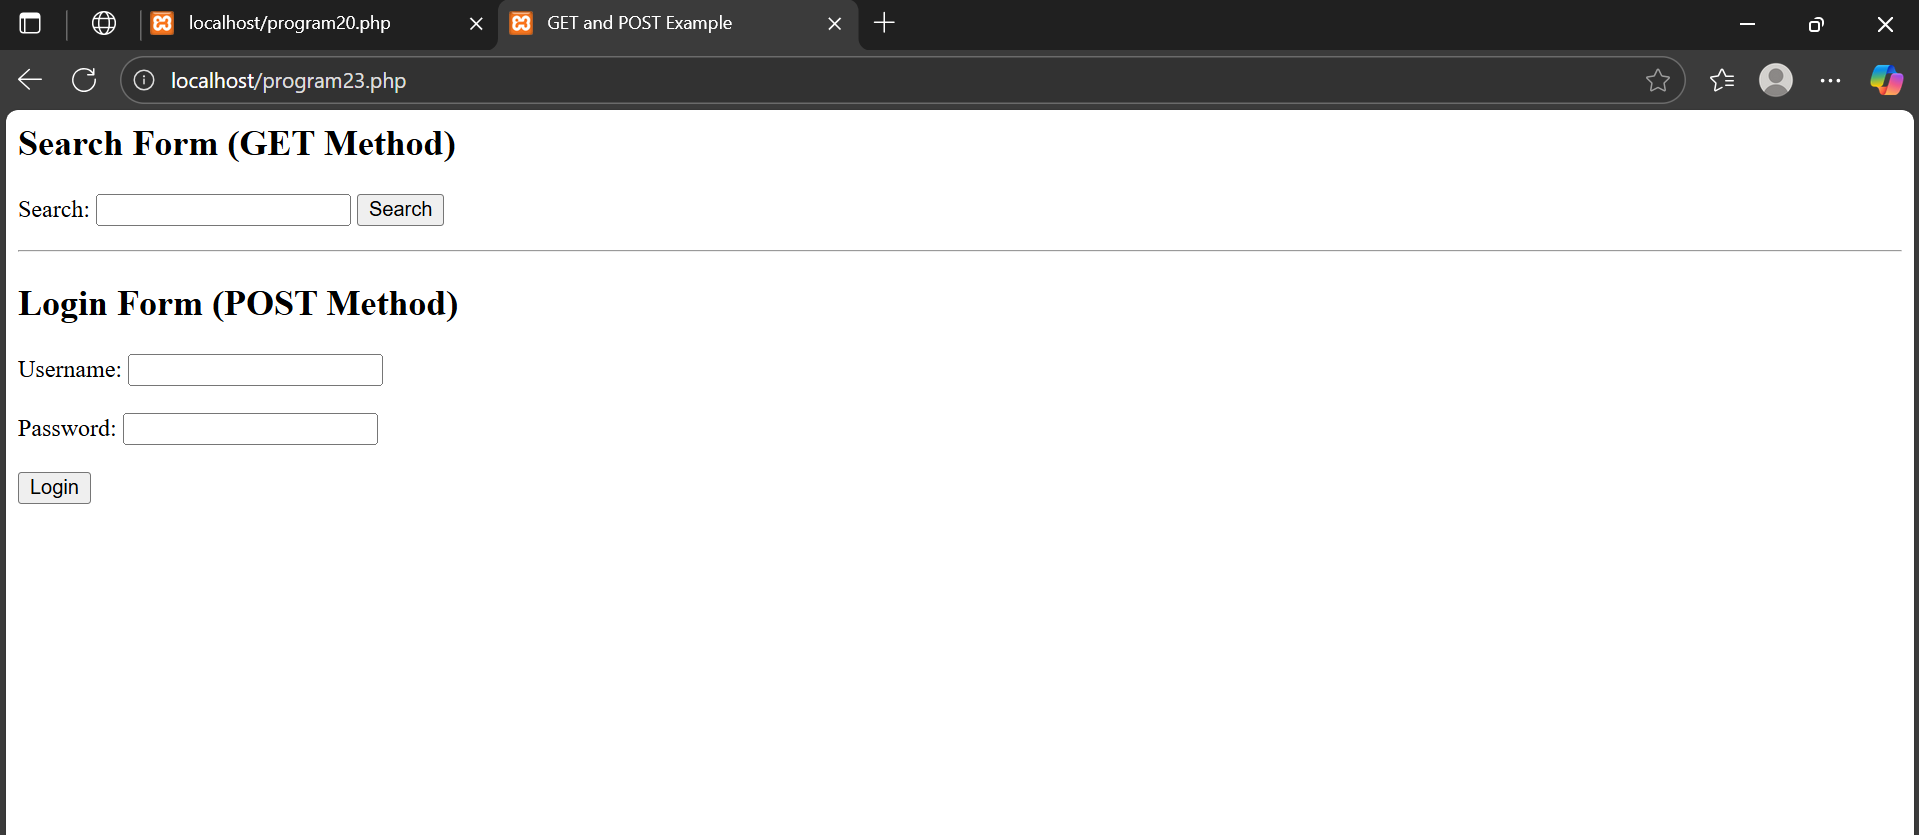 localhost/program20.php
GET and POST Example
localhost/program23.php
Search Form (GET Method)
Search: Search
Login Form (POST Method)
Username:
Password:
Login